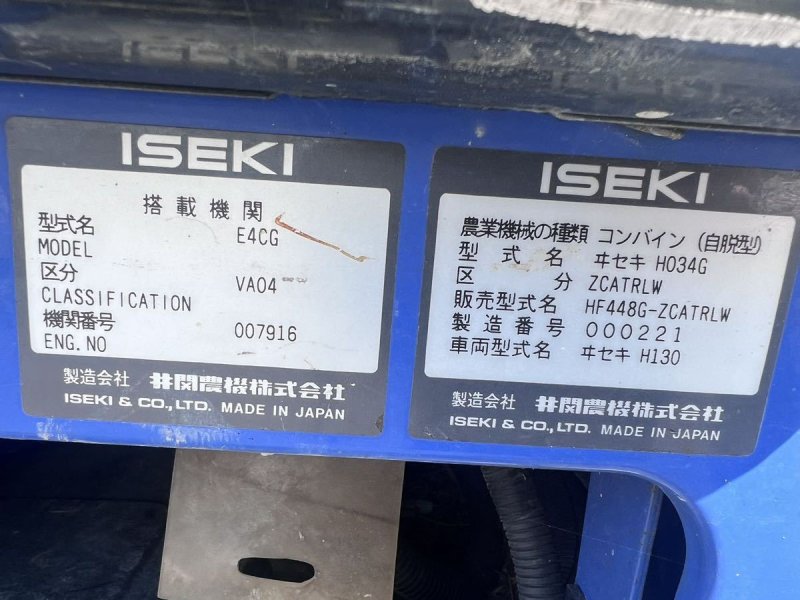 ISEKI
搭載機関
型式名 E4CG
MODEL
区分 VA04
CLASSIFICATION
機関番号 007916
ENG.NO
製造会社 井関農機株式会社
ISEKI & CO.,LTD. MADE IN JAPAN
ISEKI
農業機械の種類 コンバイン (自脱型)
型式名 ヰセキ HO34G
区分 ZCATRLW
販売型式名 HF448G-ZCATRLW
製造番号 000221
車両型式名 ヰセキ H130
製造会社 井関農機株式会社
ISEKI & CO.,LTD. MADE IN JAPAN